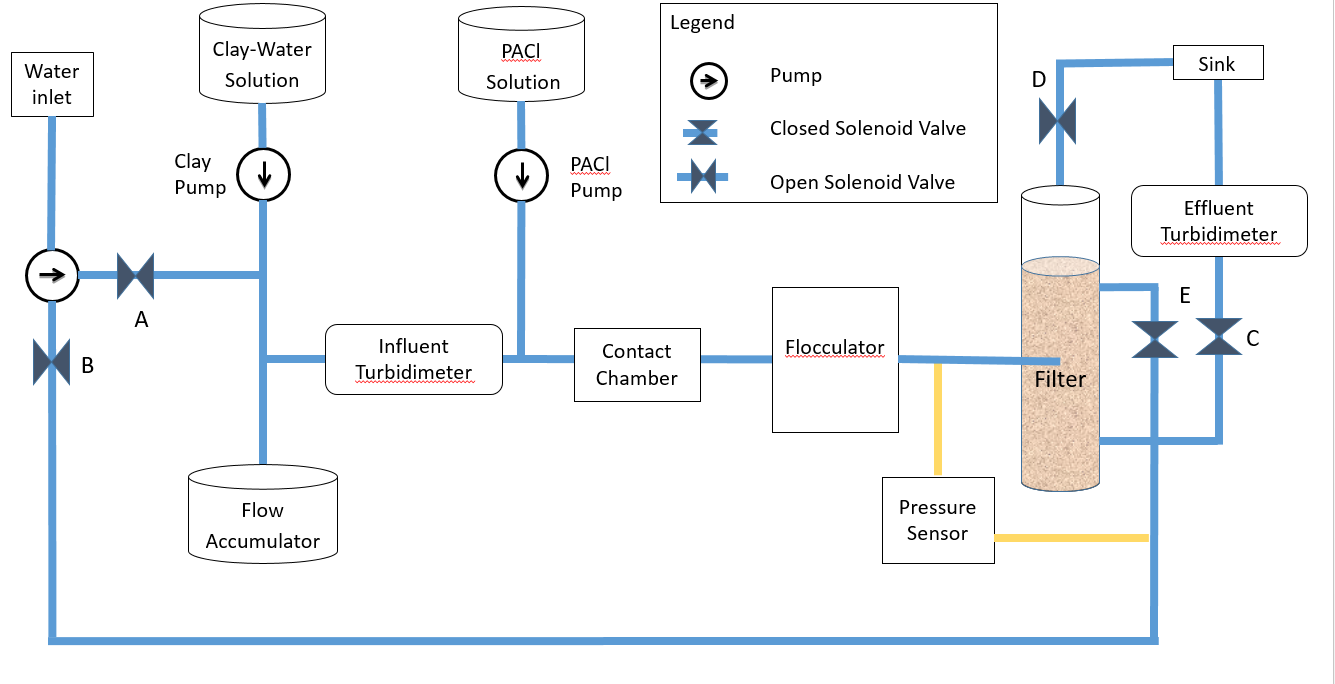 Water
inlet
Clay-Water
Solution
PACl
Solution
Legend
Pump
Closed Solenoid Valve
Open Solenoid Valve
Clay
Pump
PACl
Pump
D
Sink
Effluent
Turbidimeter
A
B
Influent
Turbidimeter
Contact
Chamber
Flocculator
Filter
E
C
Flow
Accumulator
Pressure
Sensor